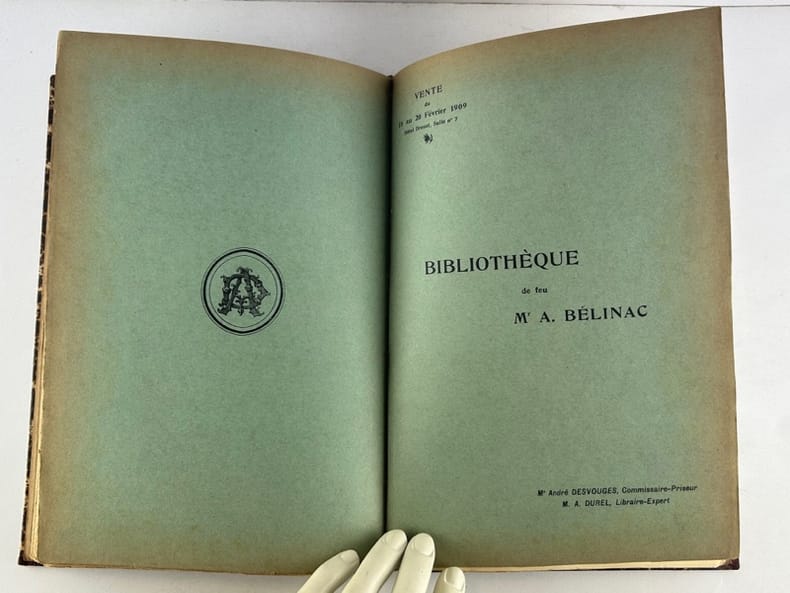 VENTE
du
au 20 Février 1909
Hôtel Drouot, Salle n° 7
BIBLIOTHÈQUE
de feu
Mʳ A. BÉLINAC
Mᵉ André DESVOUGES, Commissaire-Priseur
M. A. DUREL, Libraire-Expert